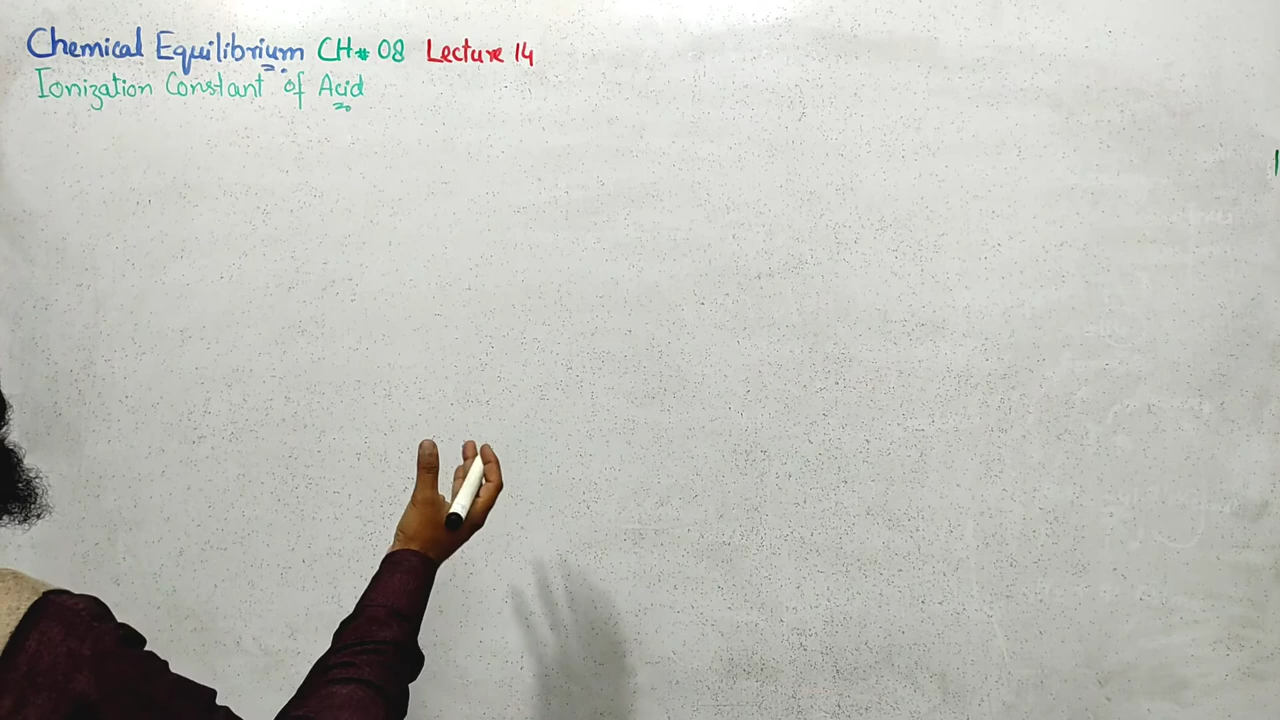 Chemical Equilibrium CH# 08 Lecture 14
Ionization Constant of Acid